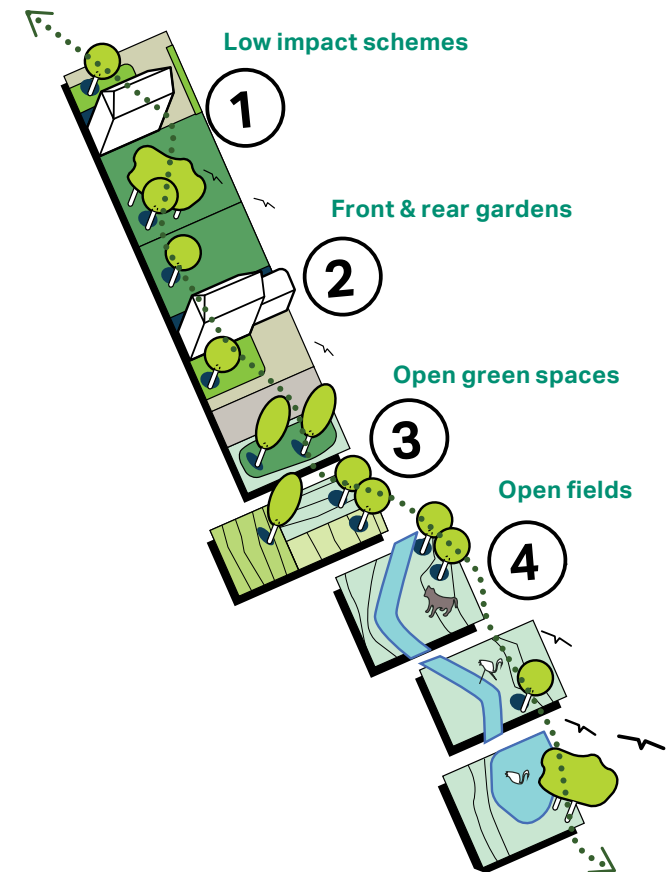 Low impact schemes
1
Front & rear gardens
2
Open green spaces
3
Open fields
4